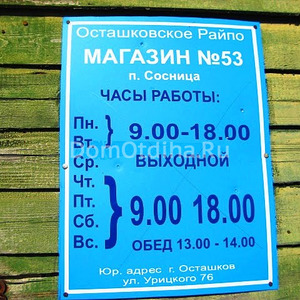 Осташковское Райпо
МАГАЗИН №53
п. Сосница
ЧАСЫ РАБОТЫ:
Пн.
Вт. } 9.00-18.00
Ср. ВЫХОДНОЙ
DomOtdiha.Ru
Чт.
Пт.
Сб. } 9.00 18.00
Вс.
ОБЕД 13.00 - 14.00
Юр. адрес г. Осташков
ул. Урицкого 76